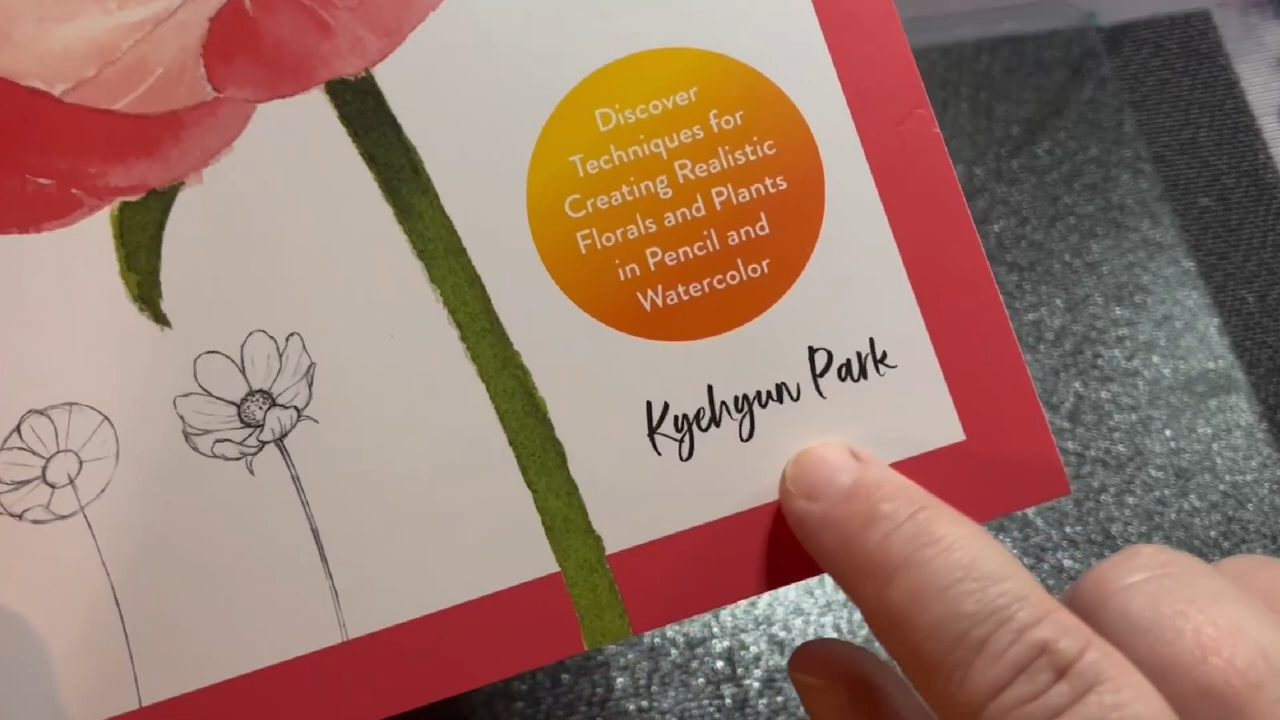 Discover
Techniques for
Creating Realistic
Florals and Plants
in Pencil and
Watercolor
Kyehyun Park